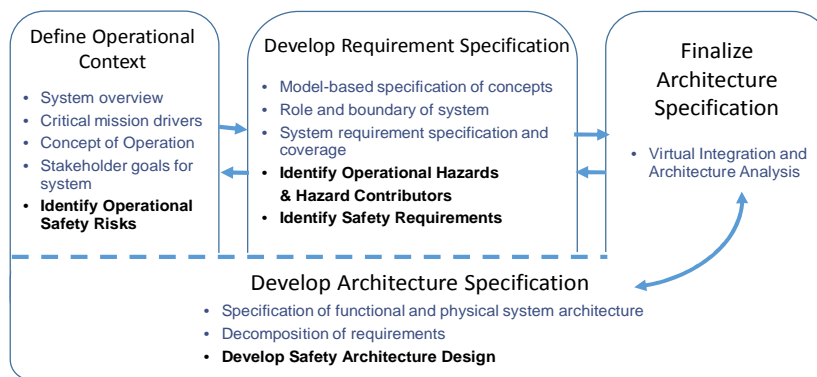 Define Operational
Context
• System overview
• Critical mission drivers
• Concept of Operation
• Stakeholder goals for
system
• Identify Operational
Safety Risks
Develop Requirement Specification
• Model-based specification of concepts
• Role and boundary of system
• System requirement specification and
coverage
• Identify Operational Hazards
& Hazard Contributors
• Identify Safety Requirements
Finalize
Architecture
Specification
• Virtual Integration and
Architecture Analysis
Develop Architecture Specification
• Specification of functional and physical system architecture
• Decomposition of requirements
• Develop Safety Architecture Design